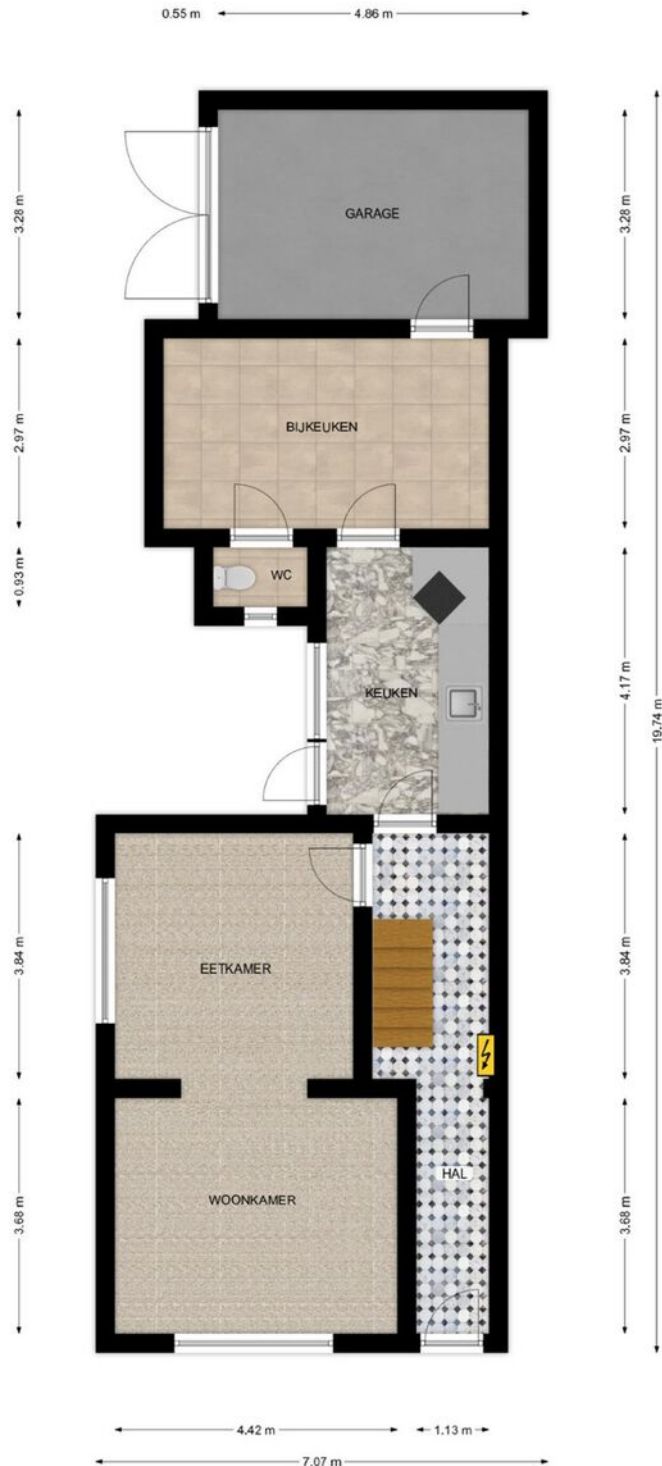 0.55 m
4.86 m
3.28 m
GARAGE
3.28 m
2.97 m
BIJKEUKEN
2.97 m
0.93 m
WC
KEUKEN
4.17 m
19.74 m
3.84 m
EETKAMER
3.84 m
3.68 m
WOONKAMER
HAL
3.68 m
4.42 m
1.13 m
7.07 m